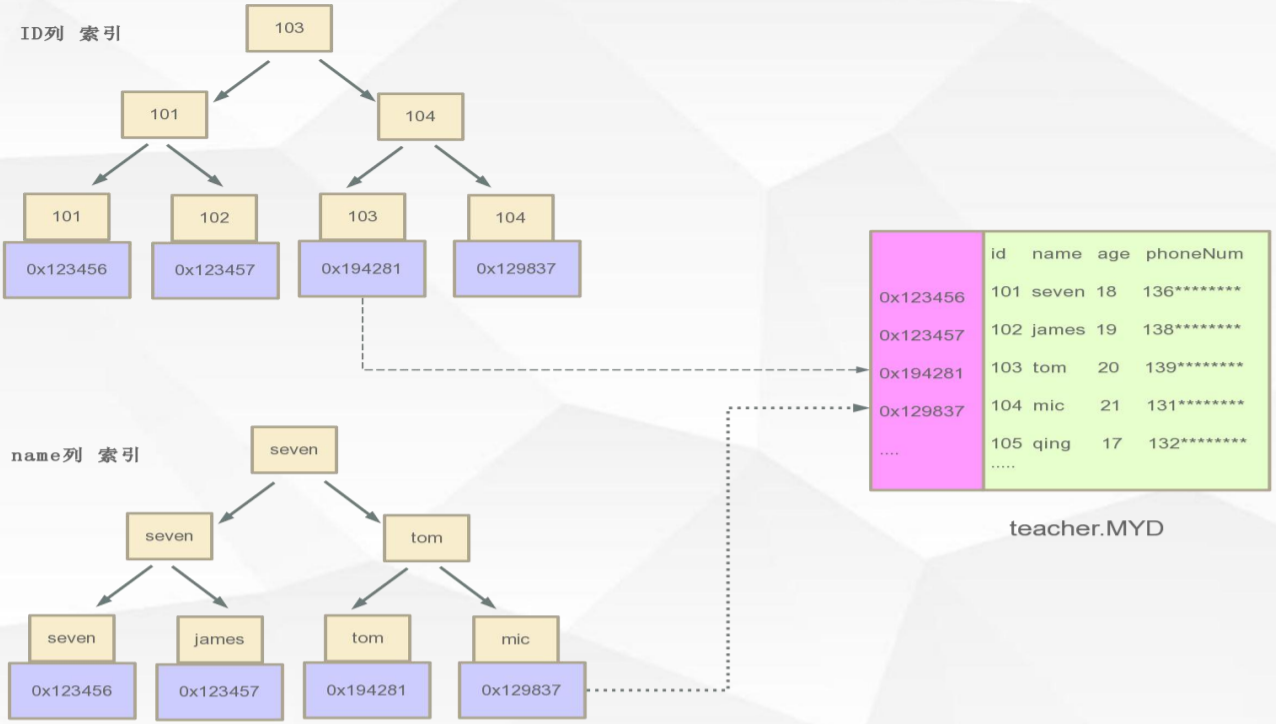 ID列 索引
103
101
104
101
102
103
104
0x123456
0x123457
0x194281
0x129837
name列 索引
seven
seven
tom
seven
james
tom
mic
0x123456
0x123457
0x194281
0x129837
id name age phoneNum
0x123456 101 seven 18 136********
0x123457 102 james 19 138********
0x194281 103 tom 20 139********
0x129837 104 mic 21 131********
.... 105 qing 17 132********
.....
teacher.MYD